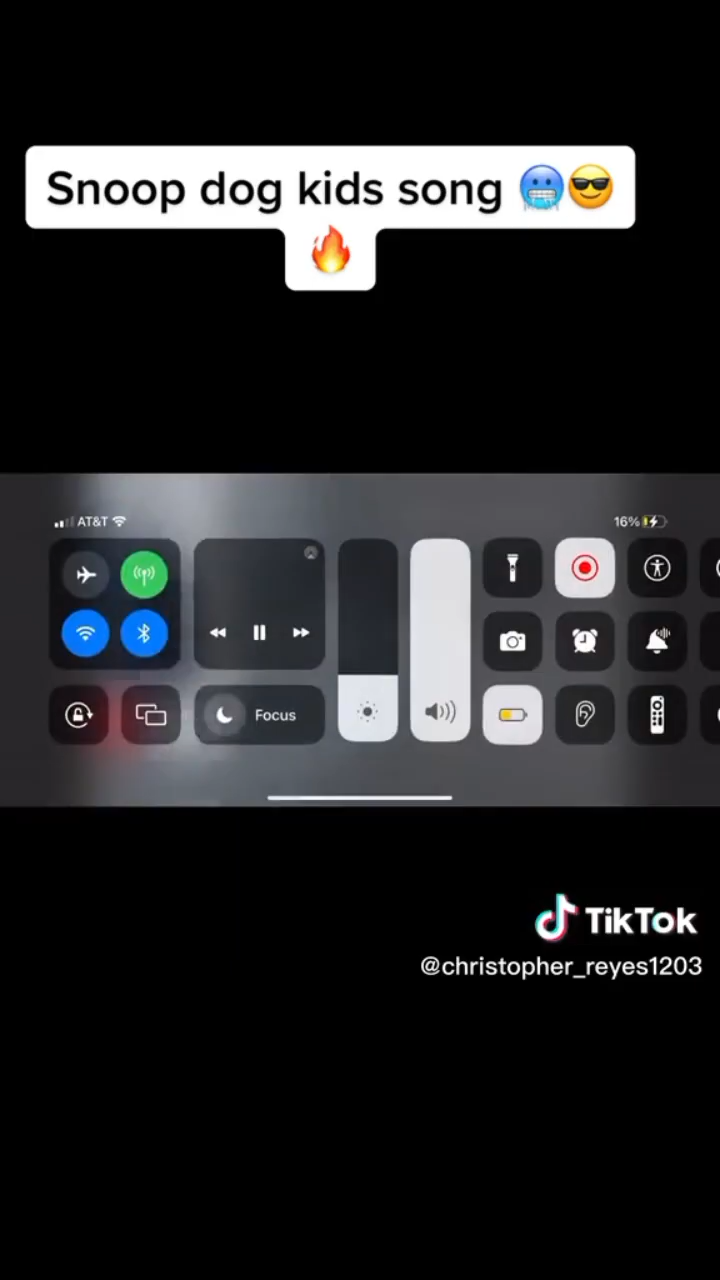 Snoop dog kids song 🥶😎
🔥
AT&T
16%
Focus
TikTok
@christopher_reyes1203